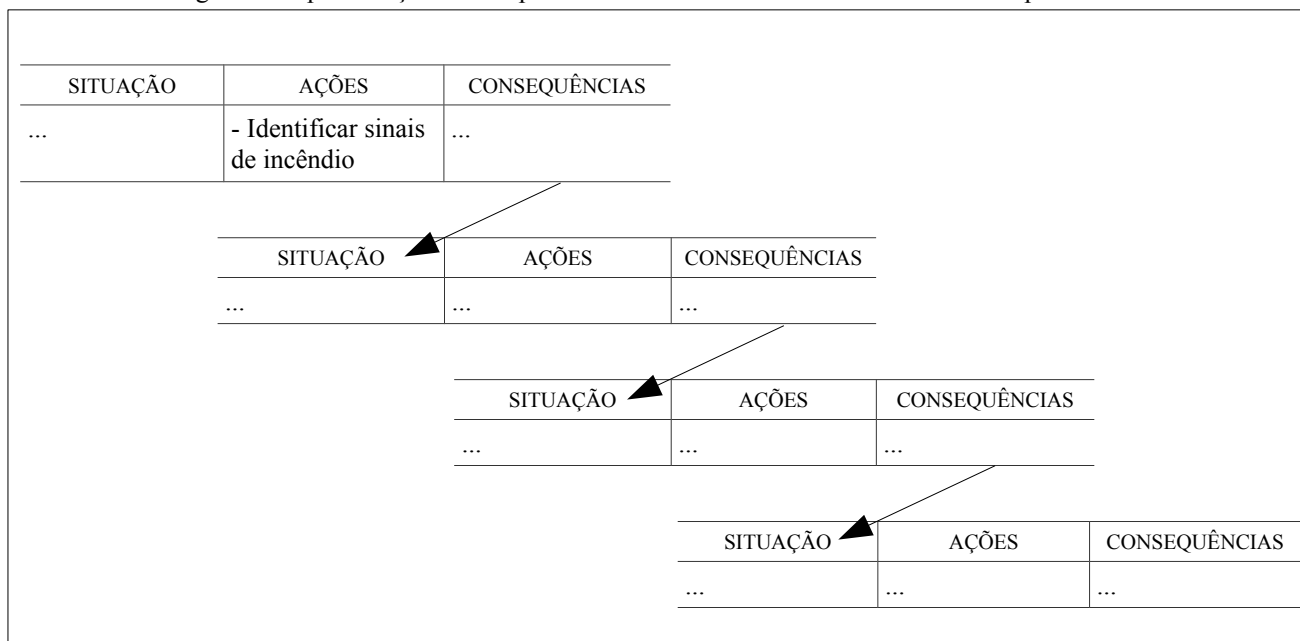 SITUAÇÃO AÇÕES CONSEQUÊNCIAS
... - Identificar sinais ...
de incêndio
SITUAÇÃO AÇÕES CONSEQUÊNCIAS
... ... ...
SITUAÇÃO AÇÕES CONSEQUÊNCIAS
... ... ...
SITUAÇÃO AÇÕES CONSEQUÊNCIAS
... ... ...